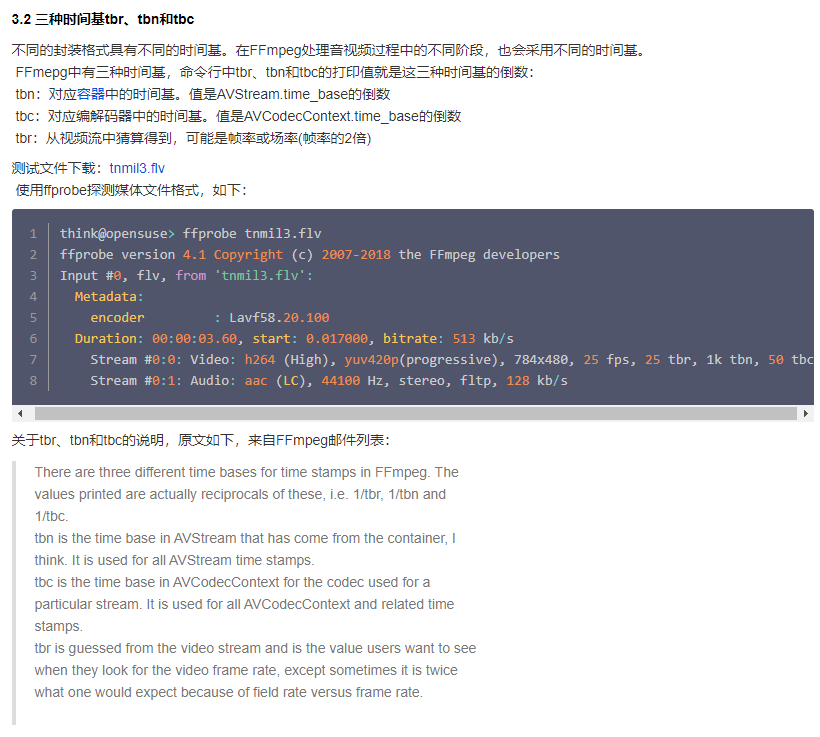 3.2 三种时间基tbr、tbn和tbc
不同的封装格式具有不同的时间基。在FFmpeg处理音视频过程中的不同阶段，也会采用不同的时间基。
FFmepg中有三种时间基，命令行中tbr、tbn和tbc的打印值就是这三种时间基的倒数：
tbn：对应容器中的时间基。值是AVStream.time_base的倒数
tbc：对应编解码器中的时间基。值是AVCodecContext.time_base的倒数
tbr：从视频流中猜算得到，可能是帧率或场率(帧率的2倍)
测试文件下载：tnmil3.flv
使用ffprobe探测媒体文件格式，如下：
1 think@opensuse> ffprobe tnmil3.flv
2 ffprobe version 4.1 Copyright (c) 2007-2018 the FFmpeg developers
3 Input #0, flv, from 'tnmil3.flv':
4 Metadata:
5 encoder : Lavf58.20.100
6 Duration: 00:00:03.60, start: 0.017000, bitrate: 513 kb/s
7 Stream #0:0: Video: h264 (High), yuv420p(progressive), 784x480, 25 fps, 25 tbr, 1k tbn, 50 tbc
8 Stream #0:1: Audio: aac (LC), 44100 Hz, stereo, fltp, 128 kb/s
关于tbr、tbn和tbc的说明，原文如下，来自FFmpeg邮件列表：
There are three different time bases for time stamps in FFmpeg. The
values printed are actually reciprocals of these, i.e. 1/tbr, 1/tbn and
1/tbc.
tbn is the time base in AVStream that has come from the container, I
think. It is used for all AVStream time stamps.
tbc is the time base in AVCodecContext for the codec used for a
particular stream. It is used for all AVCodecContext and related time
stamps.
tbr is guessed from the video stream and is the value users want to see
when they look for the video frame rate, except sometimes it is twice
what one would expect because of field rate versus frame rate.